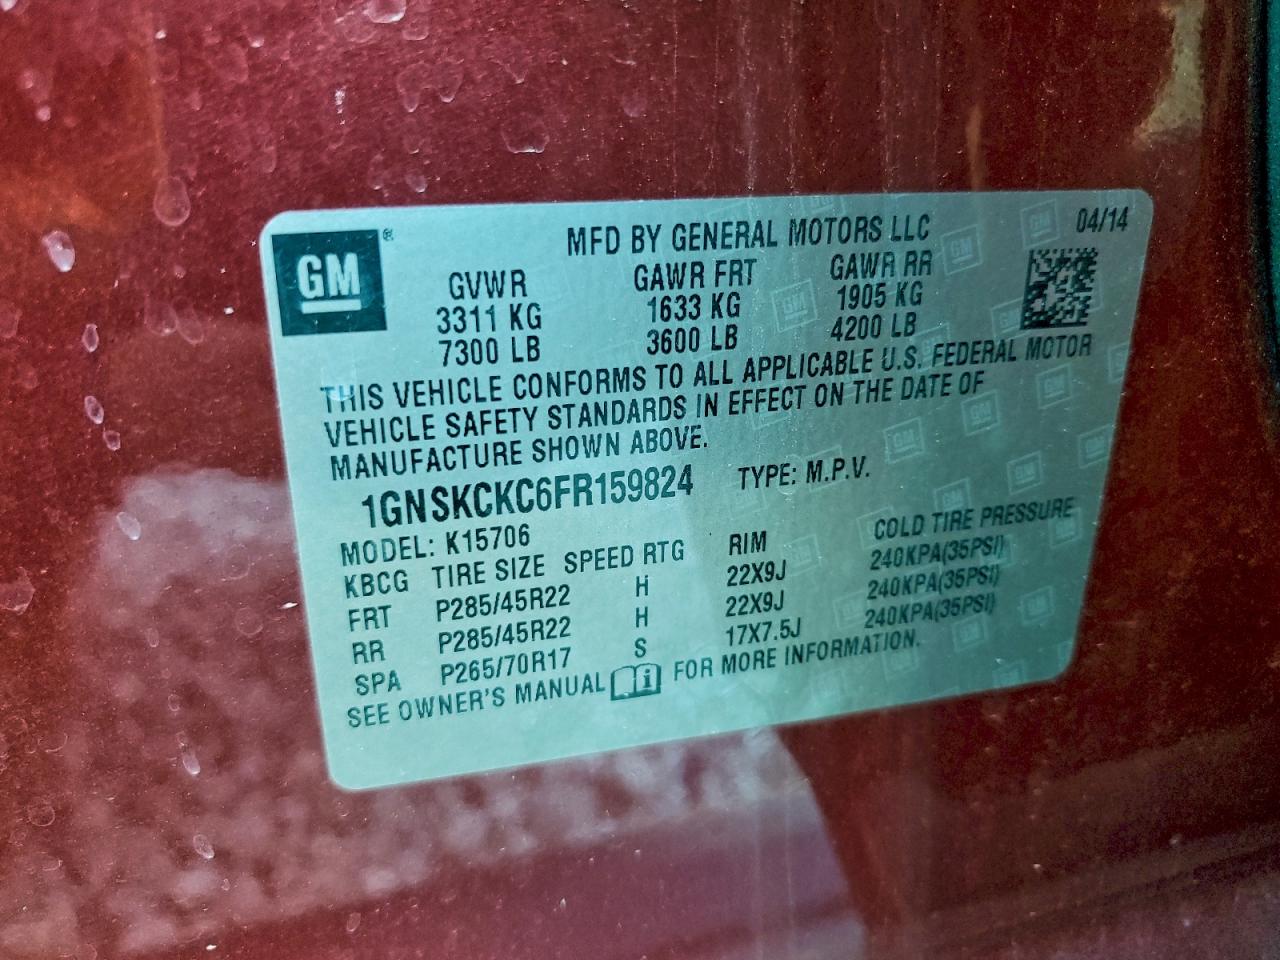 GM ®
MFD BY GENERAL MOTORS LLC 04/14
GVWR GAWR FRT GAWR RR
3311 KG 1633 KG 1905 KG
7300 LB 3600 LB 4200 LB
THIS VEHICLE CONFORMS TO ALL APPLICABLE U.S. FEDERAL MOTOR
VEHICLE SAFETY STANDARDS IN EFFECT ON THE DATE OF
MANUFACTURE SHOWN ABOVE.
1GNSKCKC6FR159824 TYPE: M.P.V.
MODEL: K15706
KBCG TIRE SIZE SPEED RTG RIM COLD TIRE PRESSURE
FRT P285/45R22 H 22X9J 240KPA(35PSI)
RR P285/45R22 H 22X9J 240KPA(35PSI)
SPA P265/70R17 S 17X7.5J 240KPA(35PSI)
SEE OWNER'S MANUAL i FOR MORE INFORMATION.